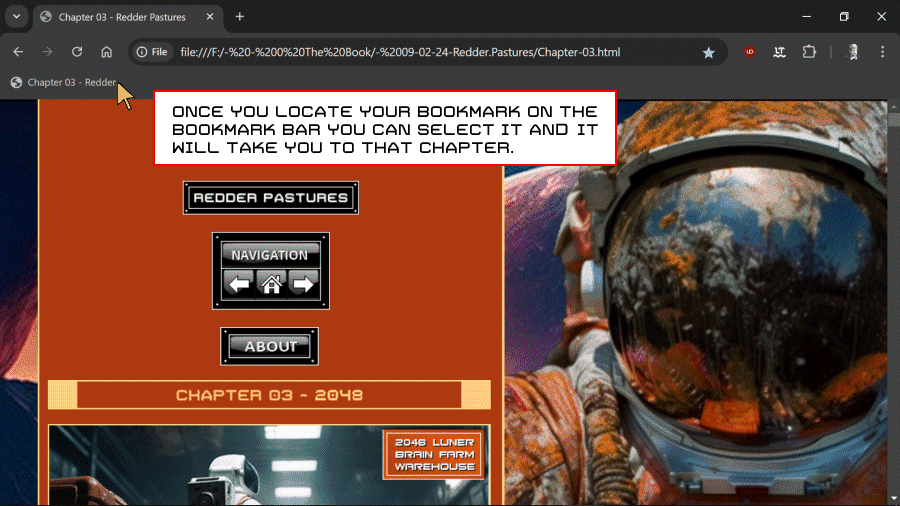 Chapter 03 - Redder Pastures
File
file:///F:/-%20-%200%20The%20Book/-%2009-02-24-Redder.Pastures/Chapter-03.html
Chapter 03 - Redder
ONCE YOU LOCATE YOUR BOOKMARK ON THE
BOOKMARK BAR YOU CAN SELECT IT AND IT
WILL TAKE YOU TO THAT CHAPTER.
REDDER PASTURES
NAVIGATION
ABOUT
CHAPTER 03 - 2048
2048 LUNER
BRAIN FARM
WAREHOUSE